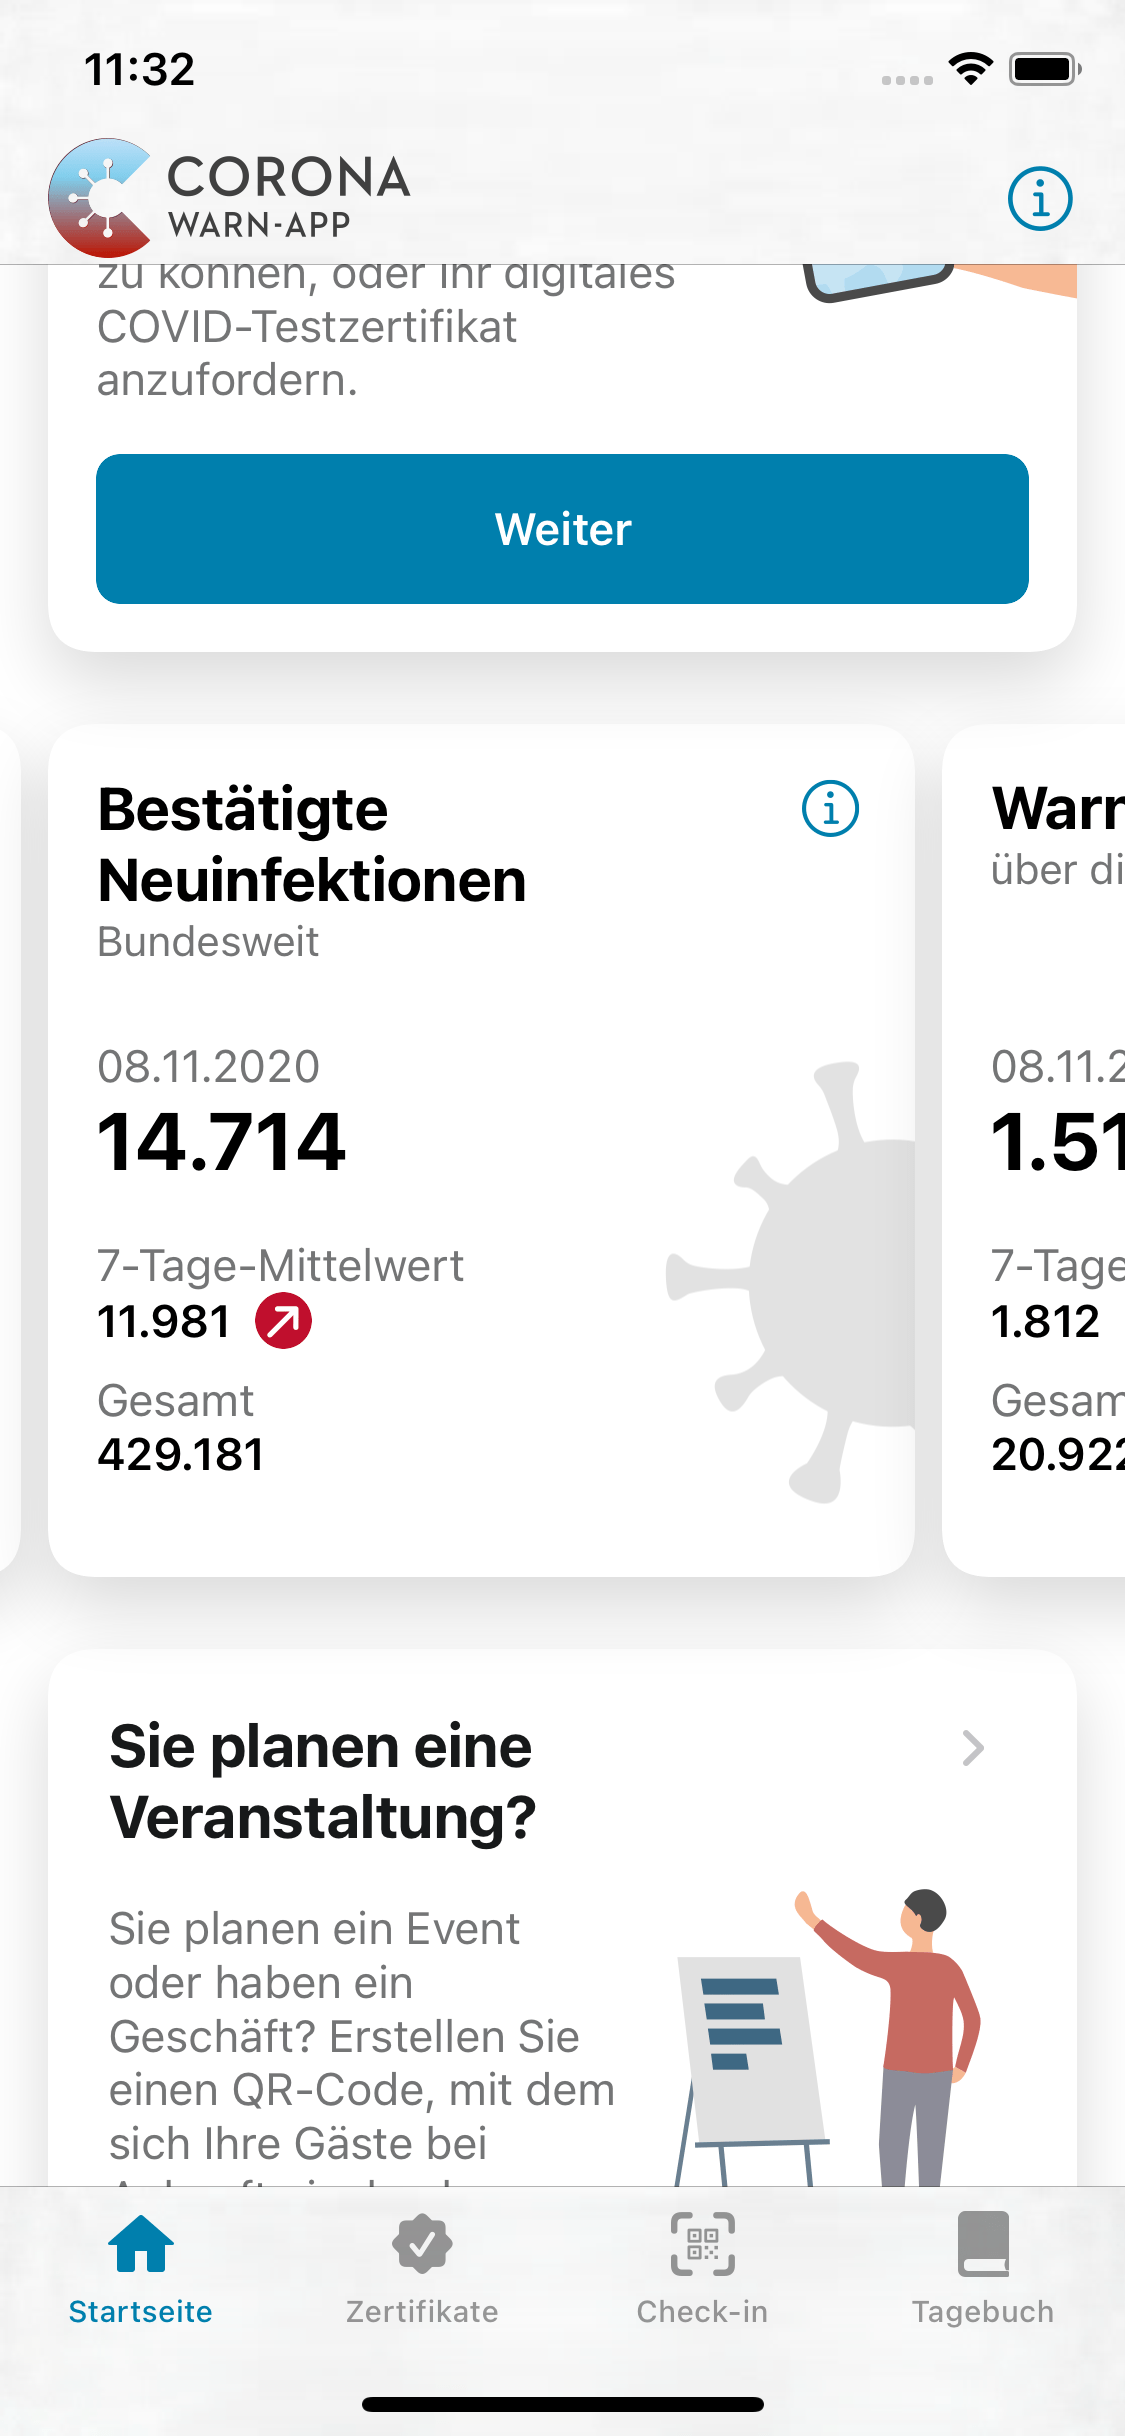 11:32
CORONA
WARN-APP
zu können, oder Ihr digitales
COVID-Testzertifikat
anzufordern.
Weiter
Bestätigte
Neuinfektionen
Bundesweit
08.11.2020
14.714
7-Tage-Mittelwert
11.981
Gesamt
429.181
Warn
über di
08.11.2
1.51
7-Tage
1.812
Gesam
20.922
Sie planen eine
Veranstaltung?
Sie planen ein Event
oder haben ein
Geschäft? Erstellen Sie
einen QR-Code, mit dem
sich Ihre Gäste bei
Startseite
Zertifikate
Check-in
Tagebuch